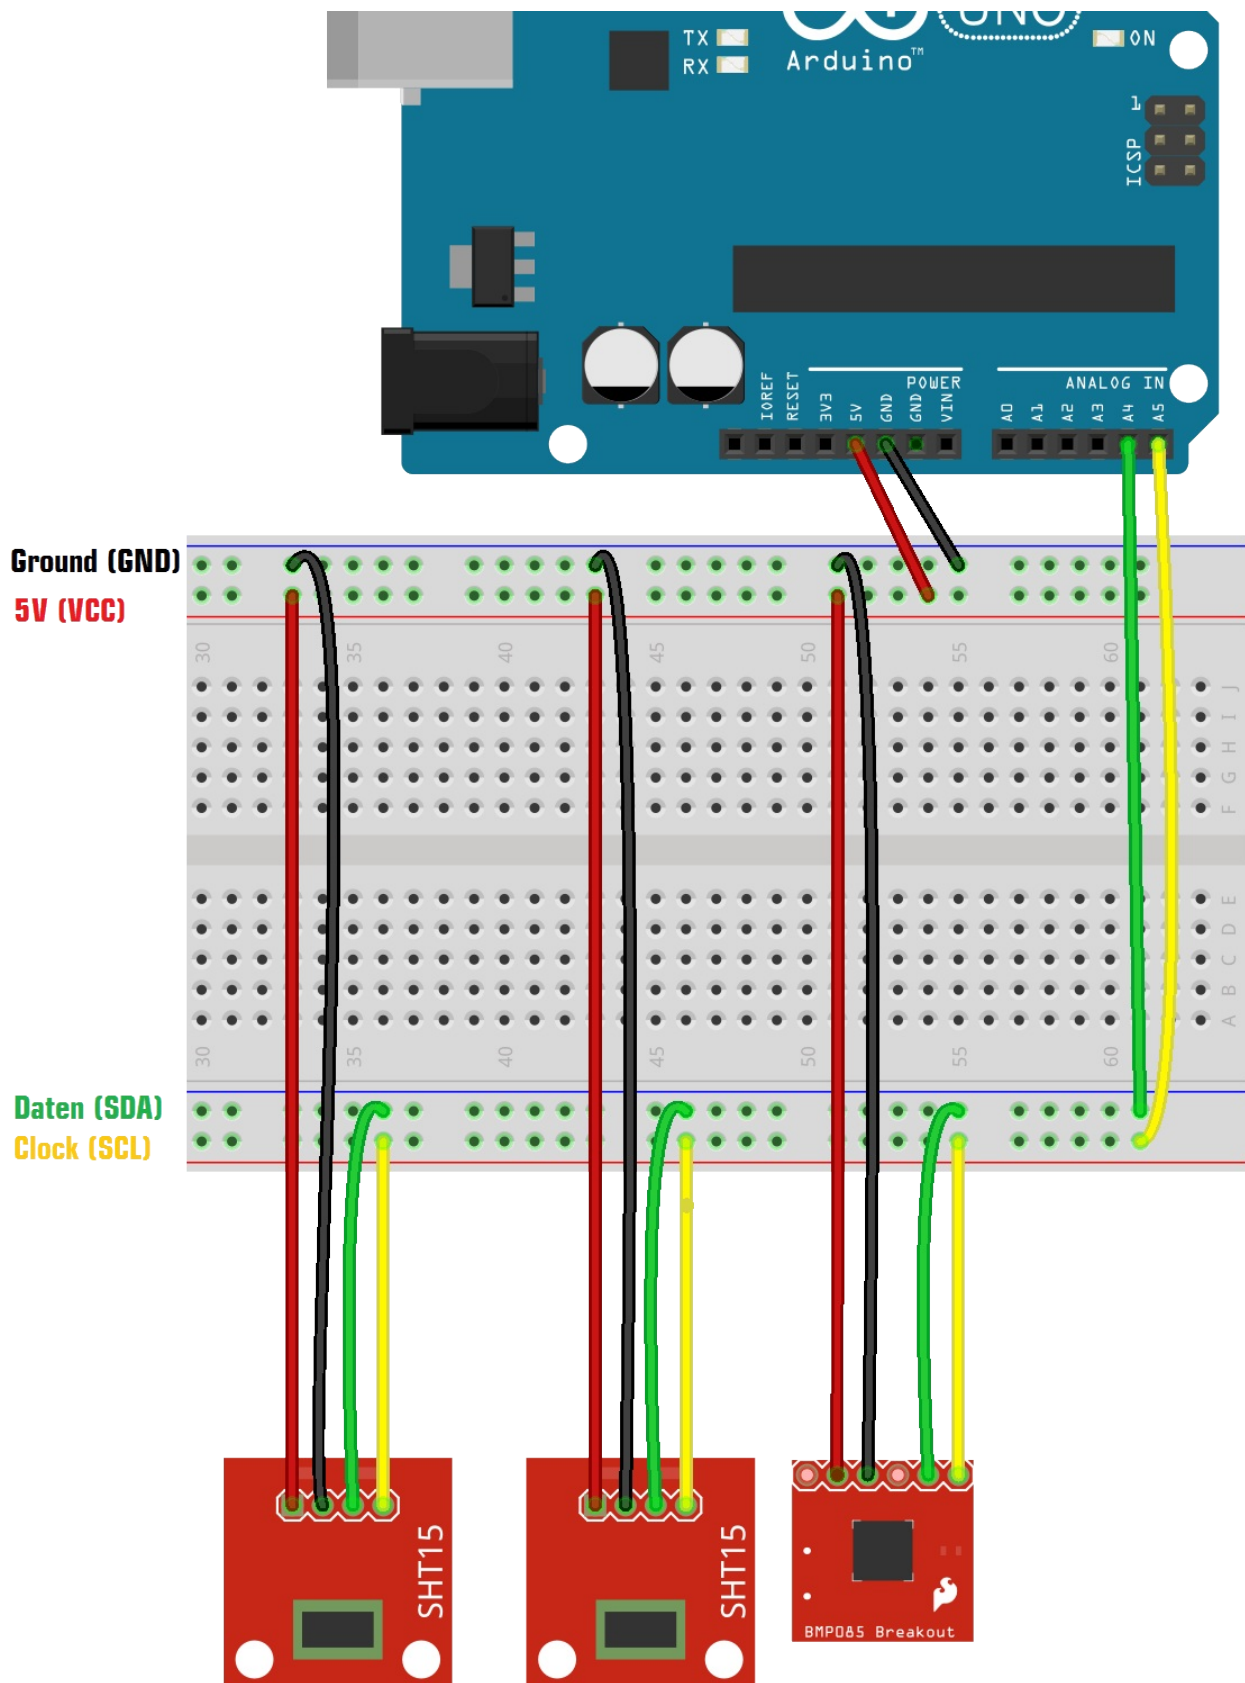 UNO
TX
RX
Arduino™
ON
1
ICSP
POWER
ANALOG IN
IOREF
RESET
3V3
5V
GND
GND
VIN
A0
A1
A2
A3
A4
A5
Ground (GND)
5V (VCC)
30 35 40 45 50 55 60
J
I
H
G
F
E
D
C
B
A
30 35 40 45 50 55 60
Daten (SDA)
Clock (SCL)
SHT15
SHT15
BMP085 Breakout